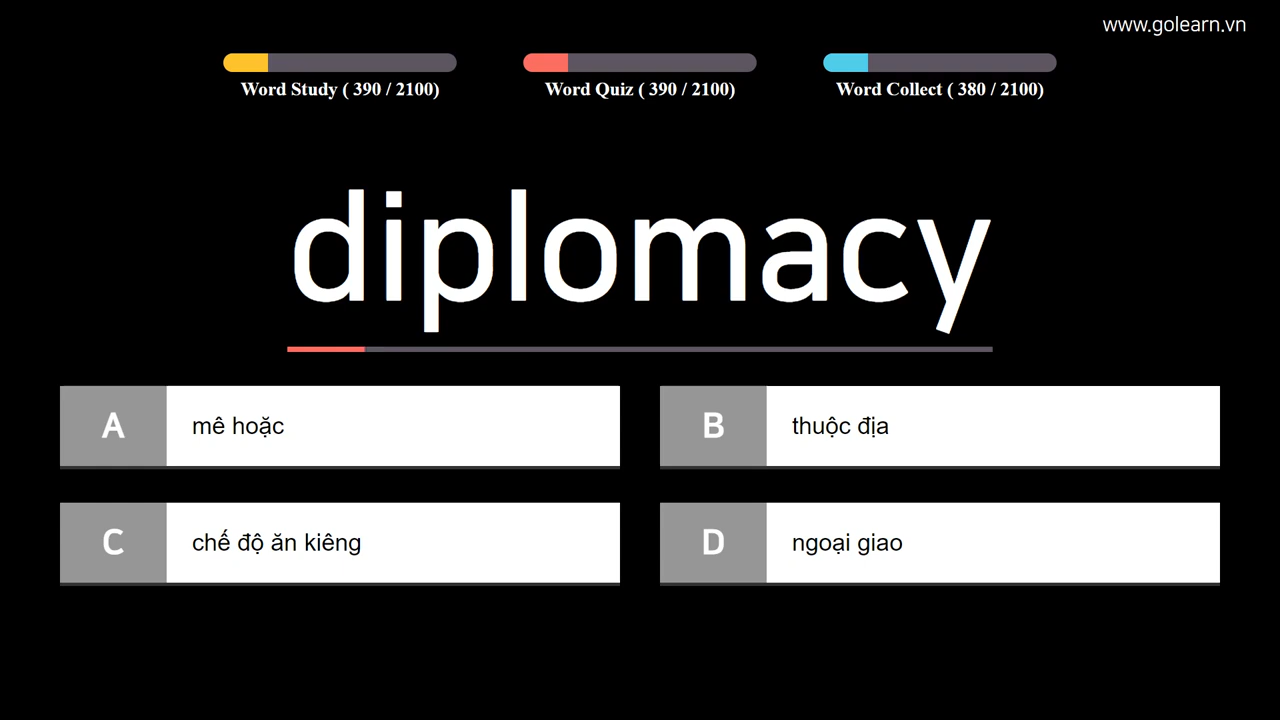 www.golearn.vn
Word Study ( 390 / 2100)
Word Quiz ( 390 / 2100)
Word Collect ( 380 / 2100)
diplomacy
A mê hoặc
B thuộc địa
C chế độ ăn kiêng
D ngoại giao